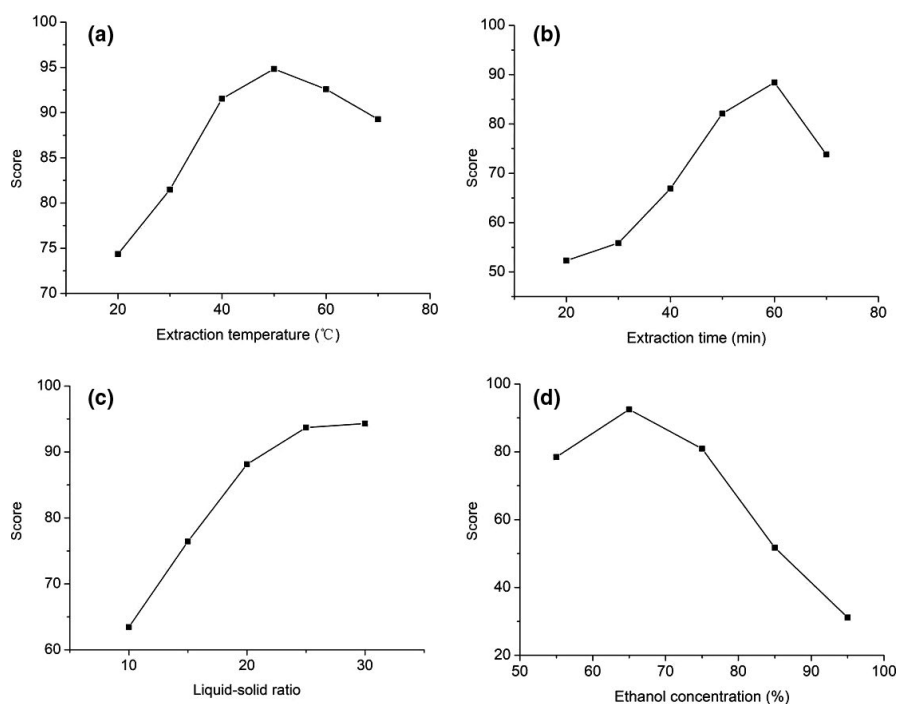 (a)
100
95
90
85
80
75
70
Score
20 40 60 80
Extraction temperature (℃)
(b)
100
90
80
70
60
50
Score
20 40 60 80
Extraction time (min)
(c)
100
90
80
70
60
Score
10 20 30
Liquid-solid ratio
(d)
100
80
60
40
20
Score
50 60 70 80 90 100
Ethanol concentration (%)